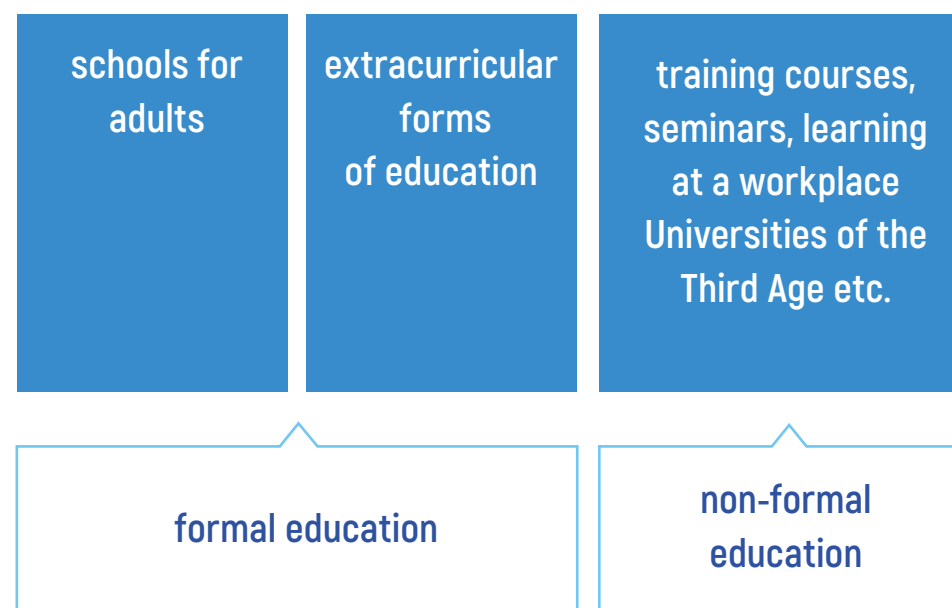 schools for
adults
extracurricular
forms
of education
training courses,
seminars, learning
at a workplace
Universities of the
Third Age etc.
formal education
non-formal
education